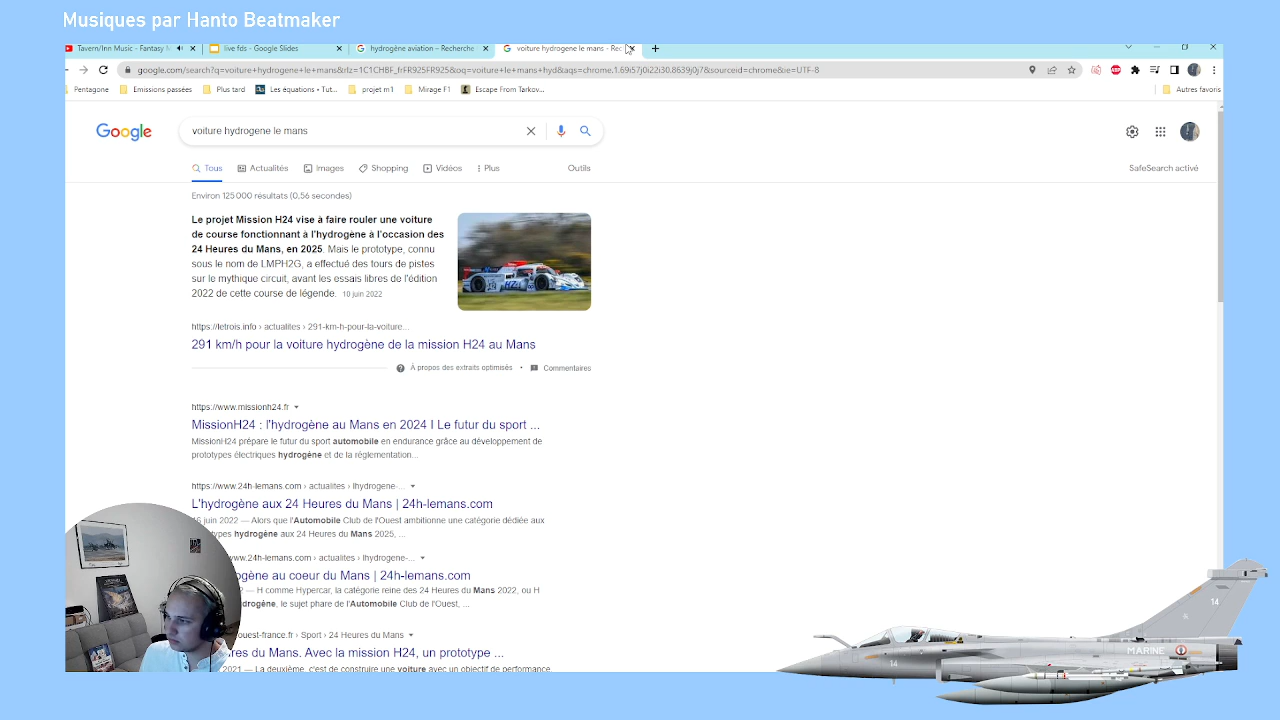 Musiques par Hanto Beatmaker
Tavern/Inn Music - Fantasy
live fds - Google Slides
hydrogène aviation - Recherche
voiture hydrogene le mans - Rec
google.com/search?q=voiture+hydrogene+le+mans&rlz=1C1CHBF_frFR925FR925&oq=voiture+le+mans+hyd&aqs=chrome.1.69i57j0i22i30.8639j0j7&sourceid=chrome&ie=UTF-8
Pentagone
Emissions passées
Plus tard
Les équations • Tut...
projet m1
Mirage F1
Escape From Tarkov...
Autres favoris
Google
voiture hydrogene le mans
Tous
Actualités
Images
Shopping
Vidéos
Plus
Outils
SafeSearch activé
Environ 125 000 résultats (0,56 secondes)
Le projet Mission H24 vise à faire rouler une voiture
de course fonctionnant à l'hydrogène à l'occasion des
24 Heures du Mans, en 2025. Mais le prototype, connu
sous le nom de LMPH2G, a effectué des tours de pistes
sur le mythique circuit, avant les essais libres de l'édition
2022 de cette course de légende. 10 juin 2022
https://letrois.info › actualites › 291-km-h-pour-la-voiture...
291 km/h pour la voiture hydrogène de la mission H24 au Mans
À propos des extraits optimisés • Commentaires
https://www.missionh24.fr
MissionH24 : l'hydrogène au Mans en 2024 I Le futur du sport ...
MissionH24 prépare le futur du sport automobile en endurance grâce au développement de
prototypes électriques hydrogène et de la réglementation...
https://www.24h-lemans.com › actualites › lhydrogene-...
L'hydrogène aux 24 Heures du Mans | 24h-lemans.com
juin 2022 — Alors que l'Automobile Club de l'Ouest ambitionne une catégorie dédiée aux
types hydrogène aux 24 Heures du Mans 2025, ...
ww.24h-lemans.com › actualites › lhydrogene-...
ogène au coeur du Mans | 24h-lemans.com
— H comme Hypercar, la catégorie reine des 24 Heures du Mans 2022, ou H
drogène, le sujet phare de l'Automobile Club de l'Ouest, ...
ouest-france.fr › Sport › 24 Heures du Mans
res du Mans. Avec la mission H24, un prototype ...
2021 — La deuxième, c'est de construire une voiture avec un objectif de performance
14
MARINE
14